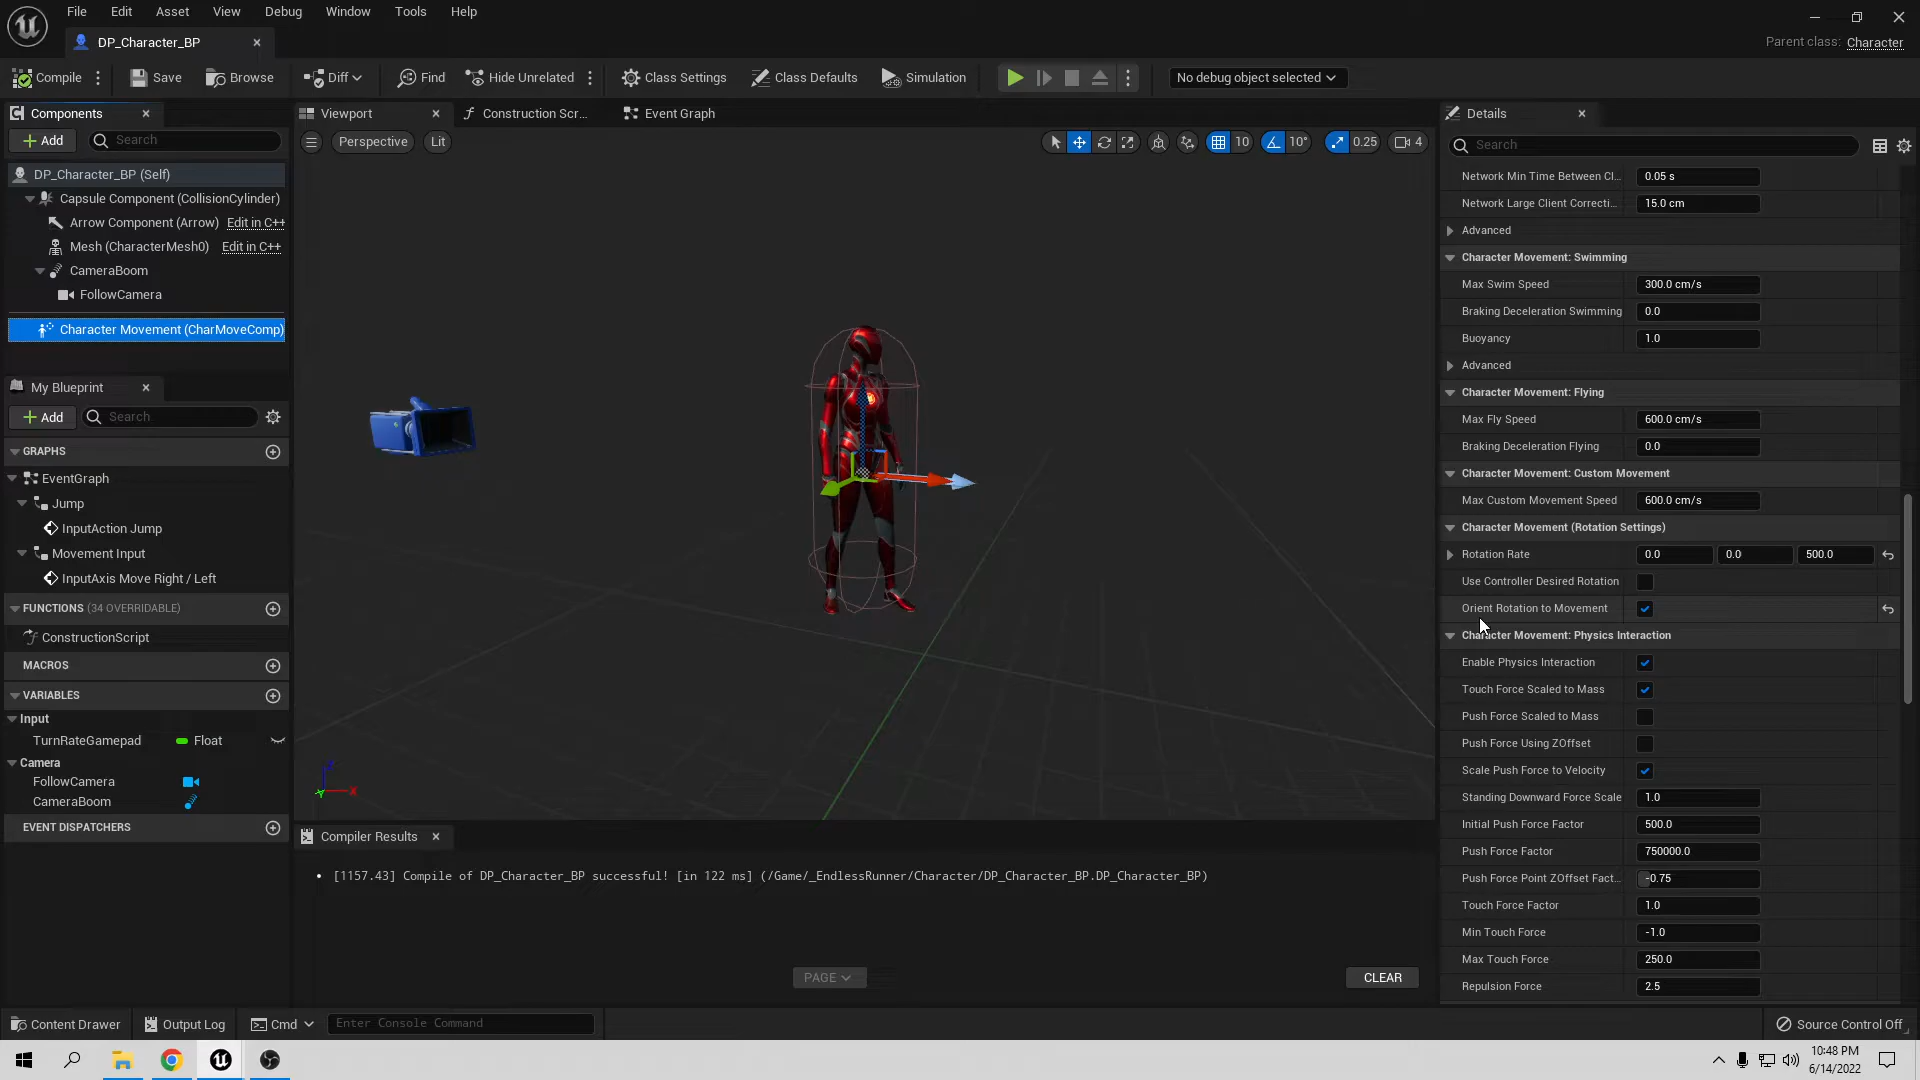 File Edit Asset View Debug Window Tools Help
DP_Character_BP
Parent class: Character
Compile Save Browse Diff Find Hide Unrelated Class Settings Class Defaults Simulation No debug object selected
Components
Add Search
DP_Character_BP (Self)
Capsule Component (CollisionCylinder)
Arrow Component (Arrow) Edit in C++
Mesh (CharacterMesh0) Edit in C++
CameraBoom
FollowCamera
Character Movement (CharMoveComp)
My Blueprint
Add Search
GRAPHS
EventGraph
Jump
InputAction Jump
Movement Input
InputAxis Move Right / Left
FUNCTIONS (34 OVERRIDABLE)
ConstructionScript
MACROS
VARIABLES
Input
TurnRateGamepad Float
Camera
FollowCamera
CameraBoom
EVENT DISPATCHERS
Viewport Construction Scr... Event Graph
Perspective Lit 10 10° 0.25 4
Z
X
Y
Compiler Results
• [1157.43] Compile of DP_Character_BP successful! [in 122 ms] (/Game/_EndlessRunner/Character/DP_Character_BP.DP_Character_BP)
PAGE CLEAR
Details
Search
Network Min Time Between Cl... 0.05 s
Network Large Client Correcti... 15.0 cm
Advanced
Character Movement: Swimming
Max Swim Speed 300.0 cm/s
Braking Deceleration Swimming 0.0
Buoyancy 1.0
Advanced
Character Movement: Flying
Max Fly Speed 600.0 cm/s
Braking Deceleration Flying 0.0
Character Movement: Custom Movement
Max Custom Movement Speed 600.0 cm/s
Character Movement (Rotation Settings)
Rotation Rate 0.0 0.0 500.0
Use Controller Desired Rotation
Orient Rotation to Movement
Character Movement: Physics Interaction
Enable Physics Interaction
Touch Force Scaled to Mass
Push Force Scaled to Mass
Push Force Using ZOffset
Scale Push Force to Velocity
Standing Downward Force Scale 1.0
Initial Push Force Factor 500.0
Push Force Factor 750000.0
Push Force Point ZOffset Fact... -0.75
Touch Force Factor 1.0
Min Touch Force -1.0
Max Touch Force 250.0
Repulsion Force 2.5
Content Drawer Output Log Cmd Enter Console Command Source Control Off
10:48 PM
6/14/2022